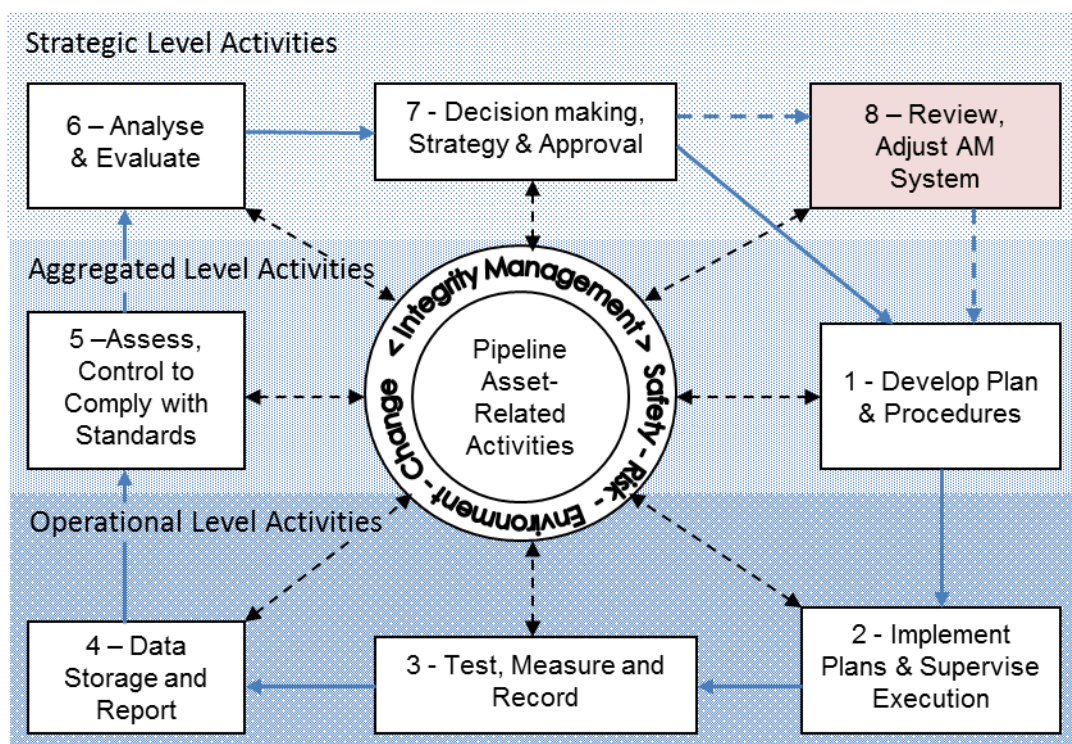 Strategic Level Activities
6 – Analyse
& Evaluate
7 - Decision making,
Strategy & Approval
8 – Review,
Adjust AM
System
Aggregated Level Activities
5 –Assess,
Control to
Comply with
Standards
< Integrity Management > Safety - Risk - Environment - Change
Pipeline
Asset-
Related
Activities
1 - Develop Plan
& Procedures
Operational Level Activities
4 – Data
Storage and
Report
3 - Test, Measure and
Record
2 - Implement
Plans & Supervise
Execution